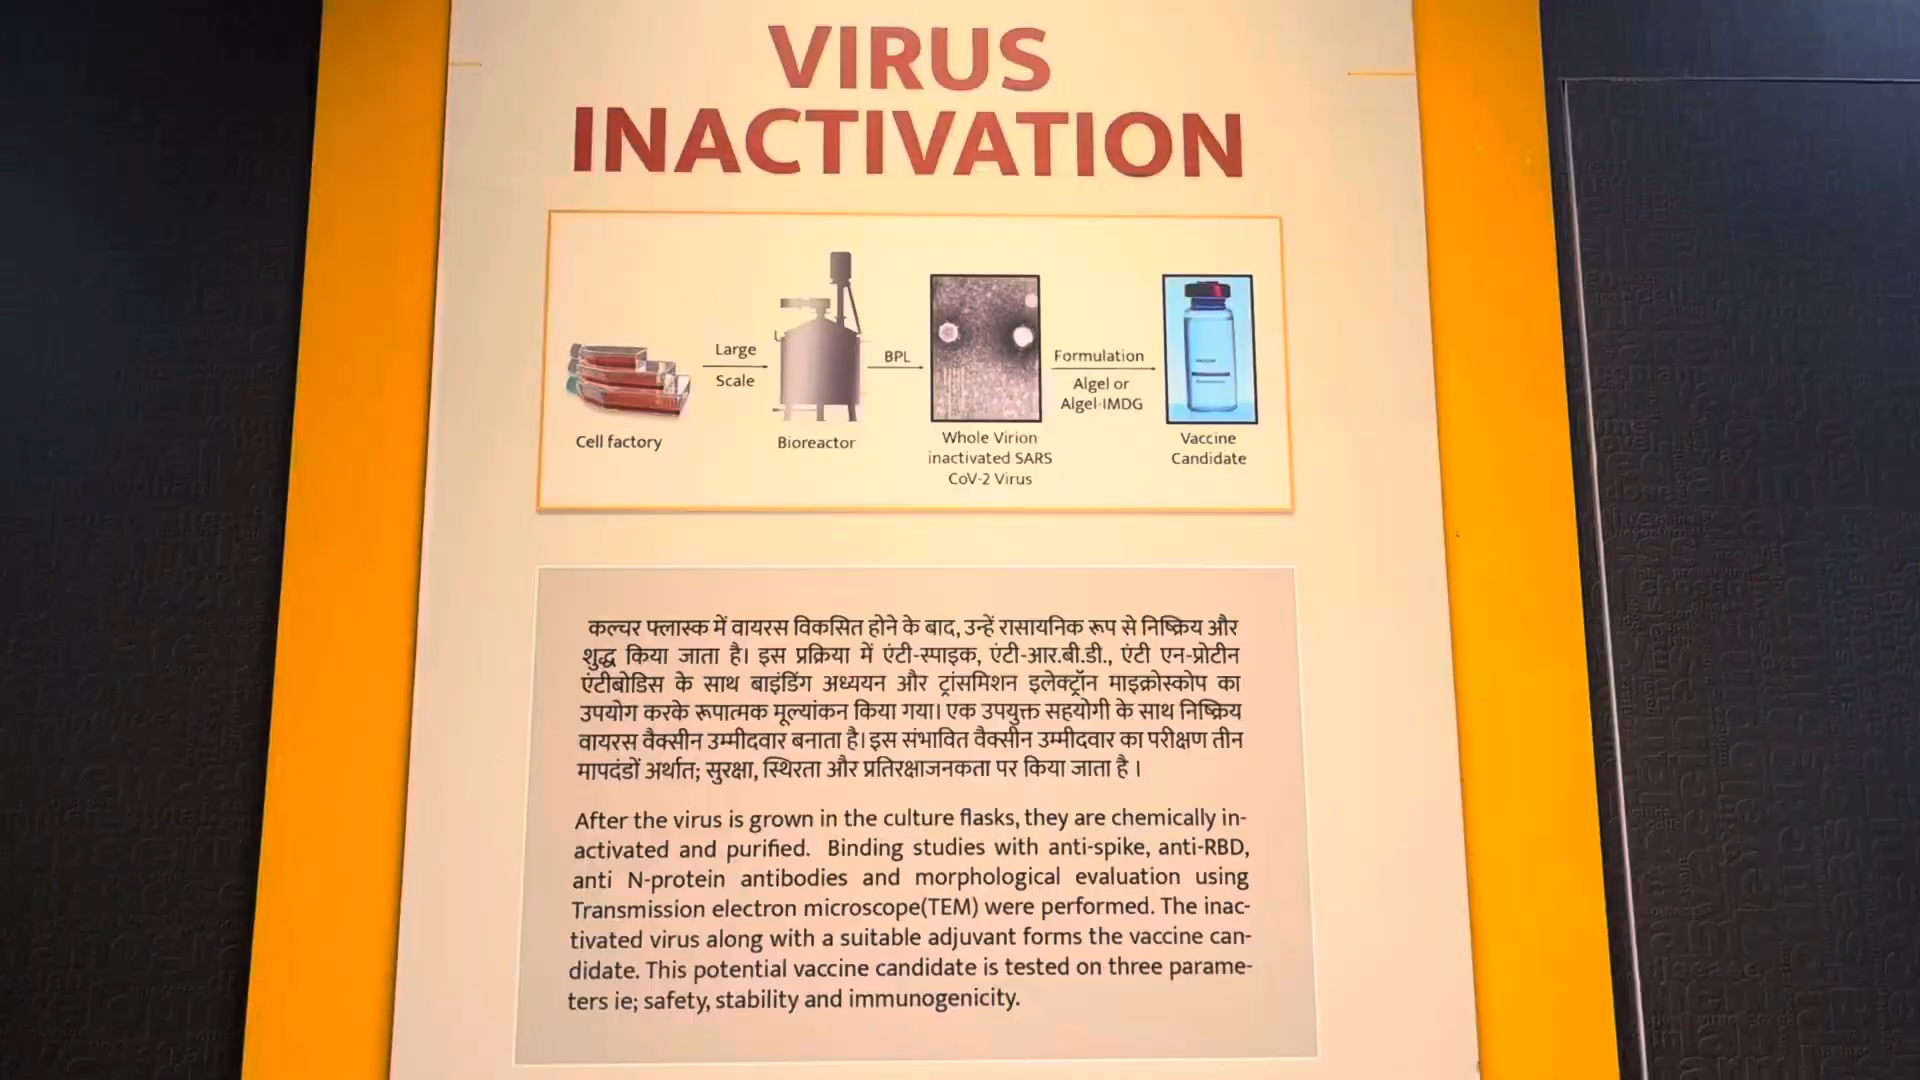 VIRUS
INACTIVATION
Large
Scale
BPL
Formulation
Algel or
Algel-IMDG
Cell factory
Bioreactor
Whole Virion
inactivated SARS
CoV-2 Virus
Vaccine
Candidate
कल्चर फ्लास्क में वायरस विकसित होने के बाद, उन्हें रासायनिक रूप से निष्क्रिय और
शुद्ध किया जाता है। इस प्रक्रिया में एंटी-स्पाइक, एंटी-आर.बी.डी., एंटी एन-प्रोटीन
एंटीबोडिस के साथ बाइंडिंग अध्ययन और ट्रांसमिशन इलेक्ट्रॉन माइक्रोस्कोप का
उपयोग करके रूपात्मक मूल्यांकन किया गया। एक उपयुक्त सहयोगी के साथ निष्क्रिय
वायरस वैक्सीन उम्मीदवार बनाता है। इस संभावित वैक्सीन उम्मीदवार का परीक्षण तीन
मापदंडों अर्थात; सुरक्षा, स्थिरता और प्रतिरक्षाजनकता पर किया जाता है ।
After the virus is grown in the culture flasks, they are chemically in-
activated and purified. Binding studies with anti-spike, anti-RBD,
anti N-protein antibodies and morphological evaluation using
Transmission electron microscope(TEM) were performed. The inac-
tivated virus along with a suitable adjuvant forms the vaccine can-
didate. This potential vaccine candidate is tested on three parame-
ters ie; safety, stability and immunogenicity.